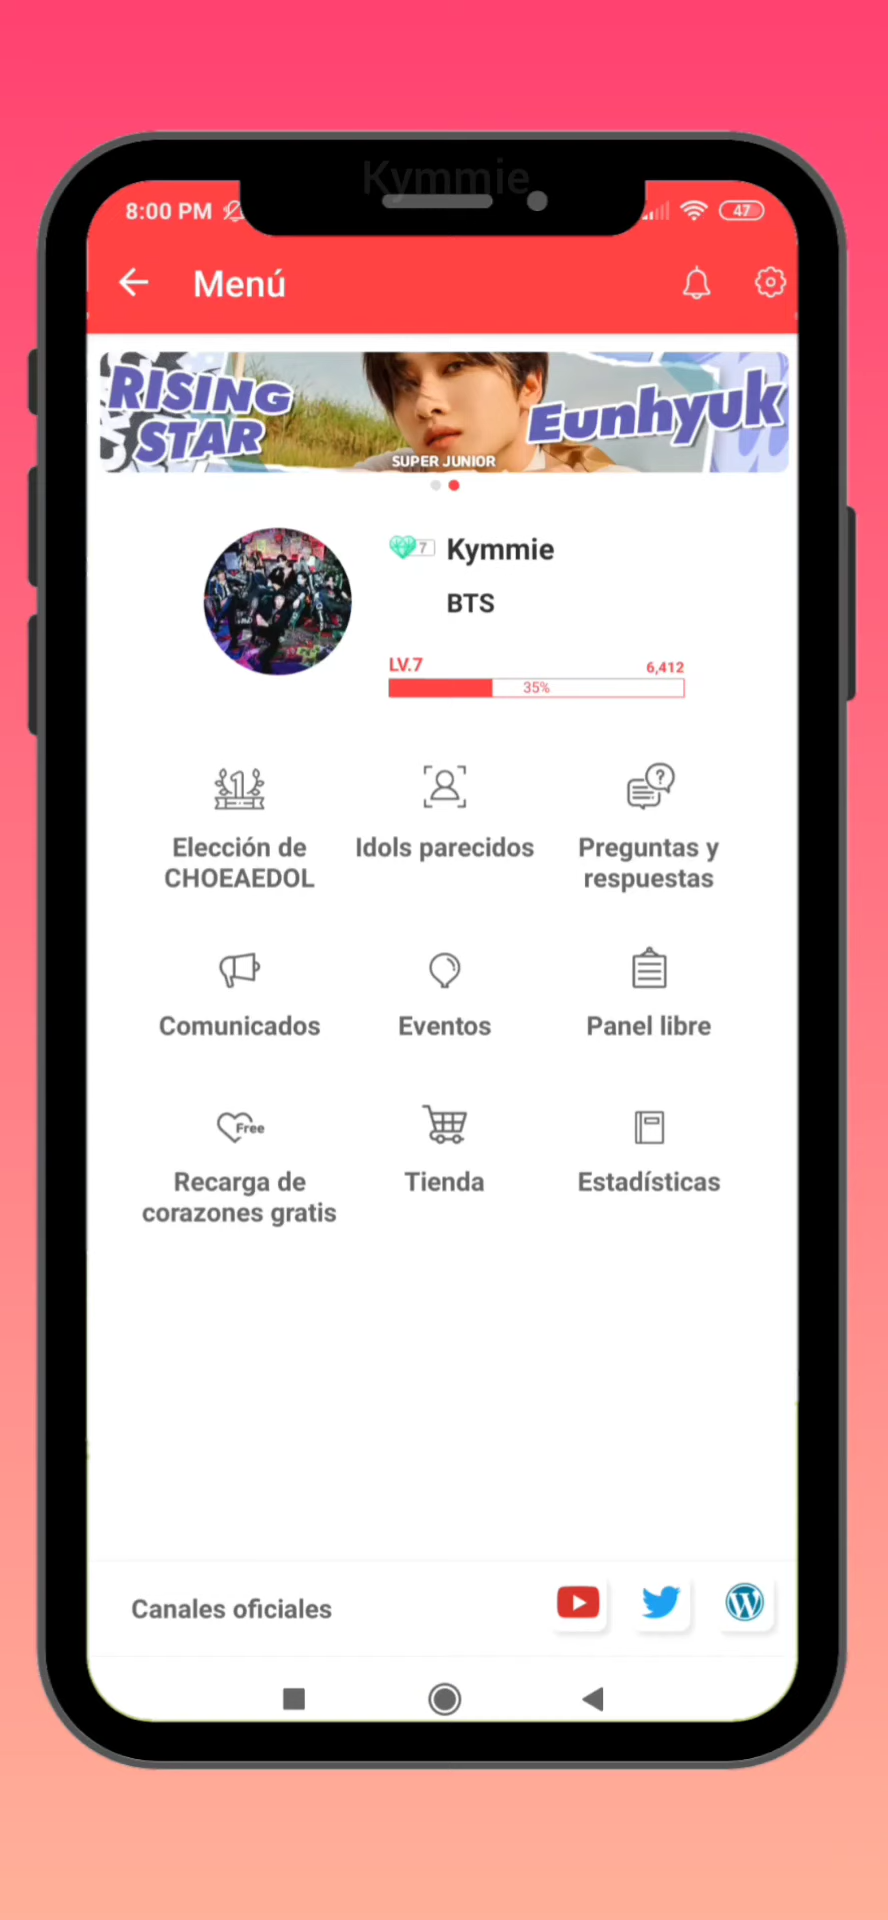 Kymmie
8:00 PM
47
Menú
RISING
STAR
Eunhyuk
SUPER JUNIOR
7
Kymmie
BTS
LV.7
6,412
35%
1
Elección de
CHOEAEDOL
Idols parecidos
?
Preguntas y
respuestas
Comunicados
Eventos
Panel libre
Free
Recarga de
corazones gratis
Tienda
Estadísticas
Canales oficiales